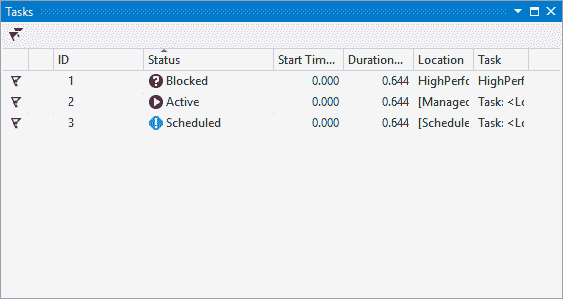 Tasks
ID Status Start Tim... Duration... Location Task
1 Blocked 0.000 0.644 HighPerfo HighPerf
2 Active 0.000 0.644 [Managed Task: <Lo
3 Scheduled 0.000 0.644 [Schedule Task: <Lo